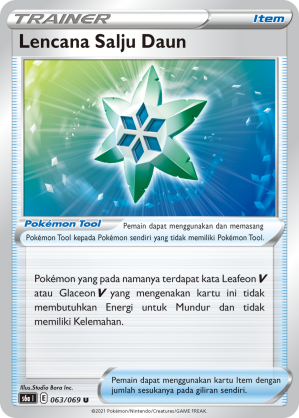 TRAINER Item
Lencana Salju Daun
Pokémon Tool Pemain dapat menggunakan dan memasang
Pokémon Tool kepada Pokémon sendiri yang tidak memiliki Pokémon Tool.
Pokémon yang pada namanya terdapat kata Leafeon V
atau Glaceon V yang mengenakan kartu ini tidak
membutuhkan Energi untuk Mundur dan tidak
memiliki Kelemahan.
Illus.Studio Bora Inc.
E 063/069 U
Pemain dapat menggunakan Item dengan
jumlah sesukanya pada giliran sendiri.
©2021 Pokémon/Nintendo/Creatures/GAME FREAK.